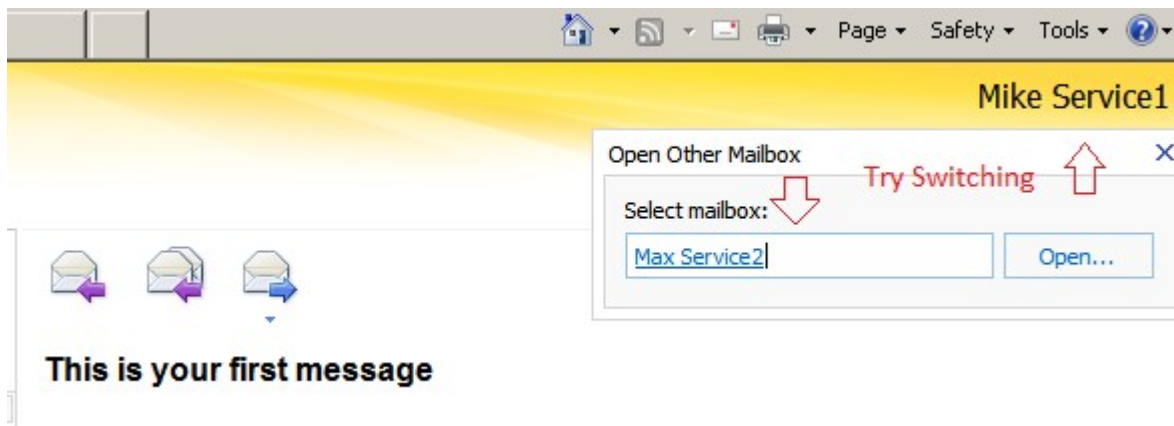 Page Safety Tools
Mike Service1
Open Other Mailbox
Try Switching
Select mailbox:
Max Service2
Open...
This is your first message